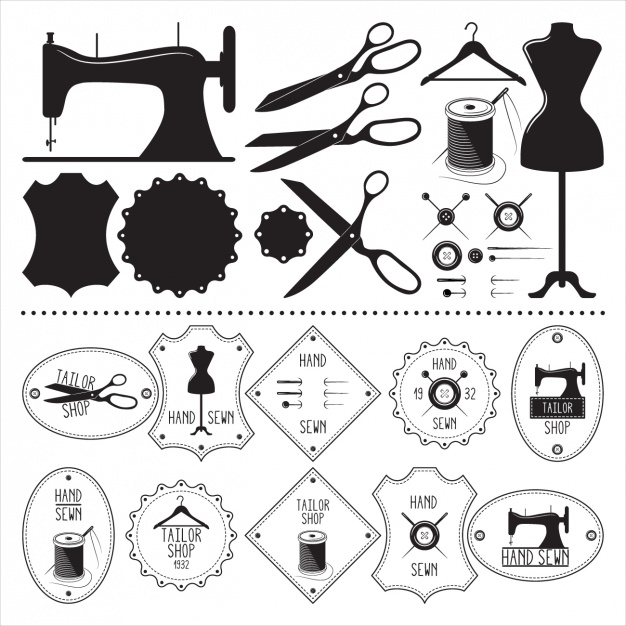 TAILOR
SHOP
HAND SEWN
HAND
SEWN
HAND
19 32
SEWN
TAILOR
SHOP
HAND
SEWN
TAILOR
SHOP
1932
TAILOR
SHOP
HAND
SEWN
HAND SEWN